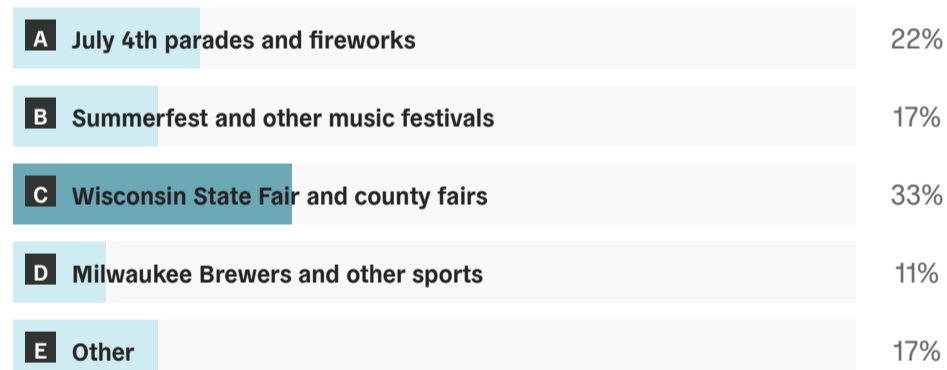 A July 4th parades and fireworks 22%
B Summerfest and other music festivals 17%
C Wisconsin State Fair and county fairs 33%
D Milwaukee Brewers and other sports 11%
E Other 17%